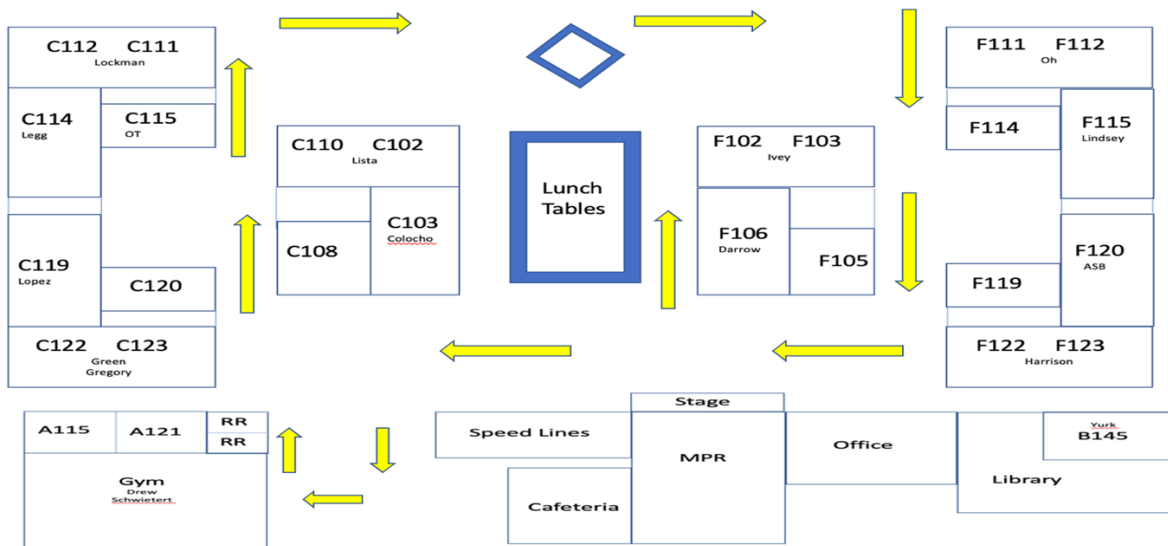 C112 C111
Lockman
C114
Legg
C115
OT
C119
Lopez
C120
C122 C123
Green
Gregory
C110 C102
Lista
C103
Colocho
C108
Lunch
Tables
F102 F103
Ivey
F106
Darrow
F105
F111 F112
Oh
F114
F115
Lindsey
F119
F120
ASB
F122 F123
Harrison
A115
A121
RR
RR
Gym
Drew
Schwietert
Speed Lines
Cafeteria
Stage
MPR
Office
Library
Yurk
B145